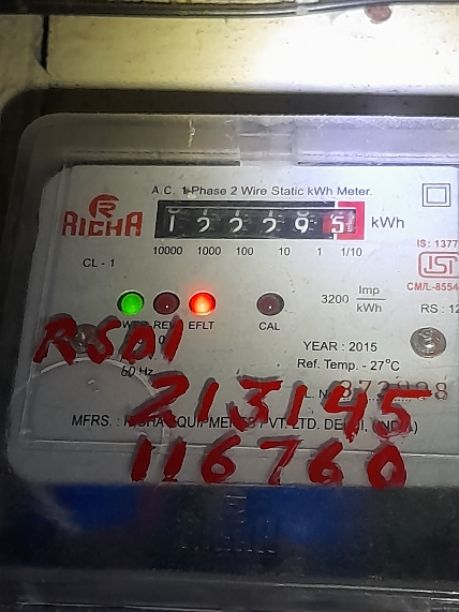 A.C. 1 Phase 2 Wire Static kWh Meter.
RICHA
kWh
10000 1000 100 10 1 1/10
IS: 1377
CL - 1
CM/L-8554
3200 Imp
kWh
RS : 12
REV EFLT CAL
RSD1
YEAR : 2015
60 Hz
Ref. Temp. - 27°C
213145
MFRS. : RICHA EQUIPMENTS PVT. LTD. DELHI, (INDIA)
116760